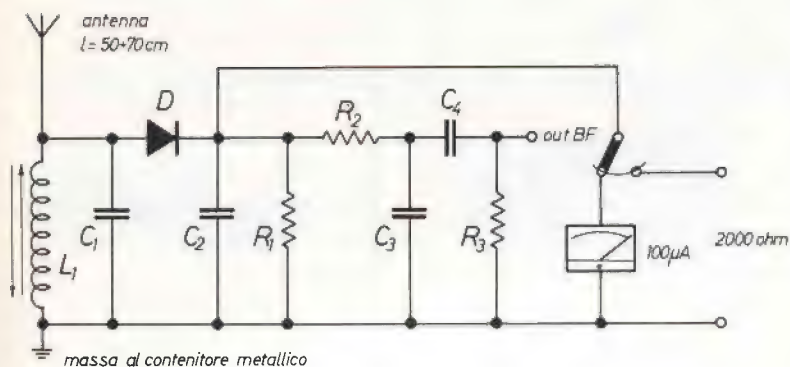 antenna
l = 50÷70cm
D
R2
C4
out BF
C1
C2
R1
C3
R3
L1
100µA
2000 ohm
massa al contenitore metallico